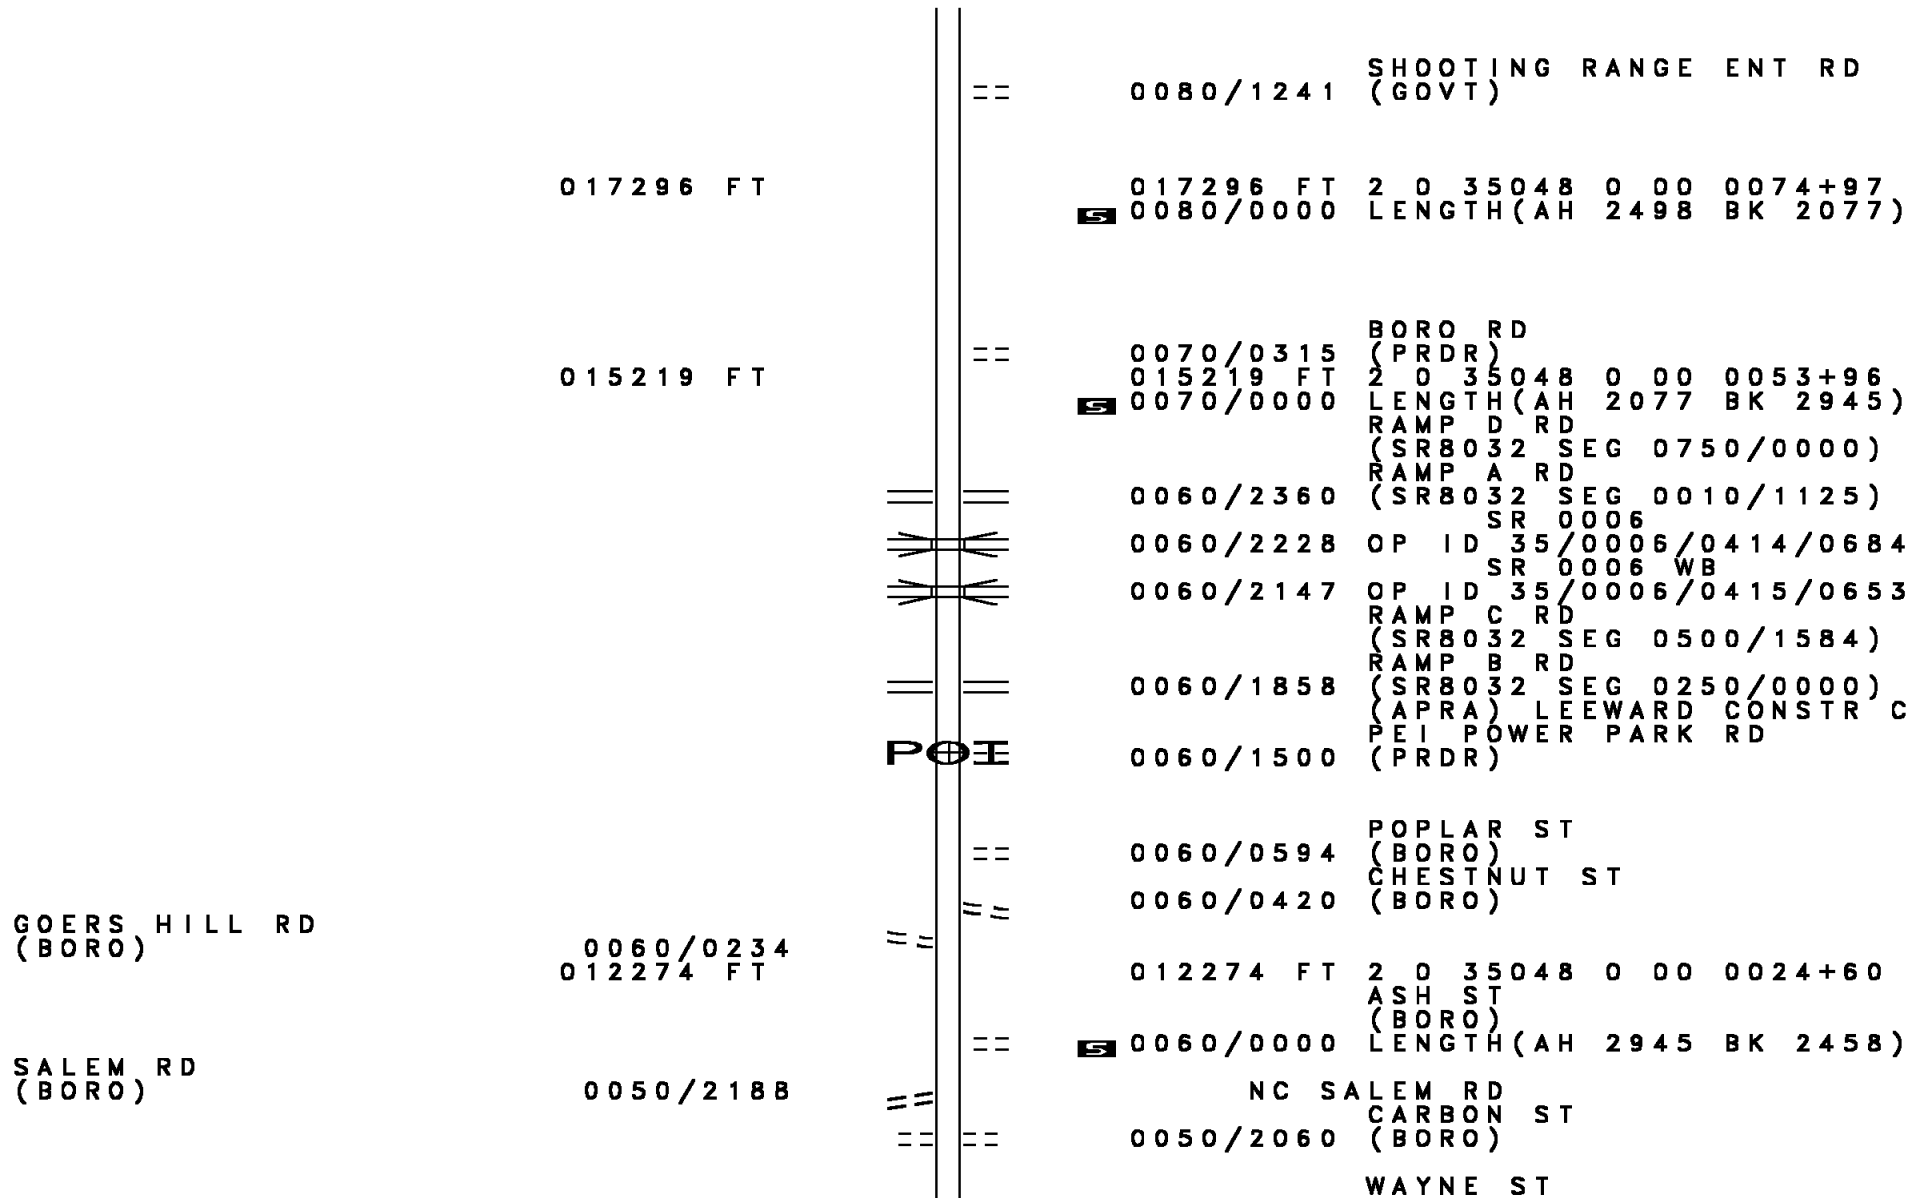 SHOOTING RANGE ENT RD
0080/1241 (GOVT)
017296 FT 017296 FT 2 0 35048 0 00 0074+97
S 0080/0000 LENGTH(AH 2498 BK 2077)
BORO RD
0070/0315 (PRDR)
015219 FT 015219 FT 2 0 35048 0 00 0053+96
S 0070/0000 LENGTH(AH 2077 BK 2945)
RAMP D RD
(SR8032 SEG 0750/0000)
RAMP A RD
0060/2360 (SR8032 SEG 0010/1125)
SR 0006
0060/2228 OP ID 35/0006/0414/0684
SR 0006 WB
0060/2147 OP ID 35/0006/0415/0653
RAMP C RD
(SR8032 SEG 0500/1584)
RAMP B RD
0060/1858 (SR8032 SEG 0250/0000)
(APRA) LEEWARD CONSTR C
PEI POWER PARK RD
POI 0060/1500 (PRDR)
POPLAR ST
0060/0594 (BORO)
CHESTNUT ST
0060/0420 (BORO)
GOERS HILL RD
(BORO) 0060/0234
012274 FT 012274 FT 2 0 35048 0 00 0024+60
ASH ST
(BORO)
S 0060/0000 LENGTH(AH 2945 BK 2458)
SALEM RD
(BORO) 0050/2188 NC SALEM RD
CARBON ST
0050/2060 (BORO)
WAYNE ST